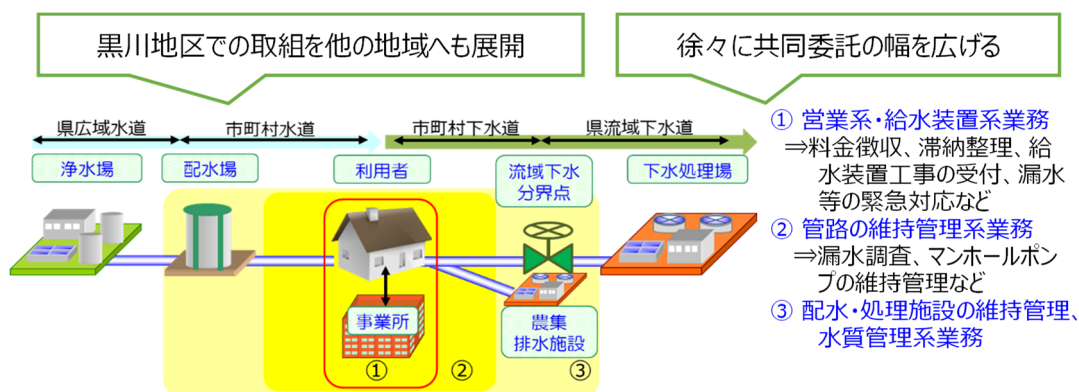 黒川地区での取組を他の地域へも展開
徐々に共同委託の幅を広げる
県広域水道
市町村水道
市町村下水道
県流域下水道
浄水場
配水場
利用者
流域下水
分界点
下水処理場
事業所
農集
排水施設
①
②
③
① 営業系・給水装置系業務
⇒料金徴収、滞納整理、給
水装置工事の受付、漏水
等の緊急対応など
② 管路の維持管理系業務
⇒漏水調査、マンホールポン
プの維持管理など
③ 配水・処理施設の維持管理、
水質管理系業務